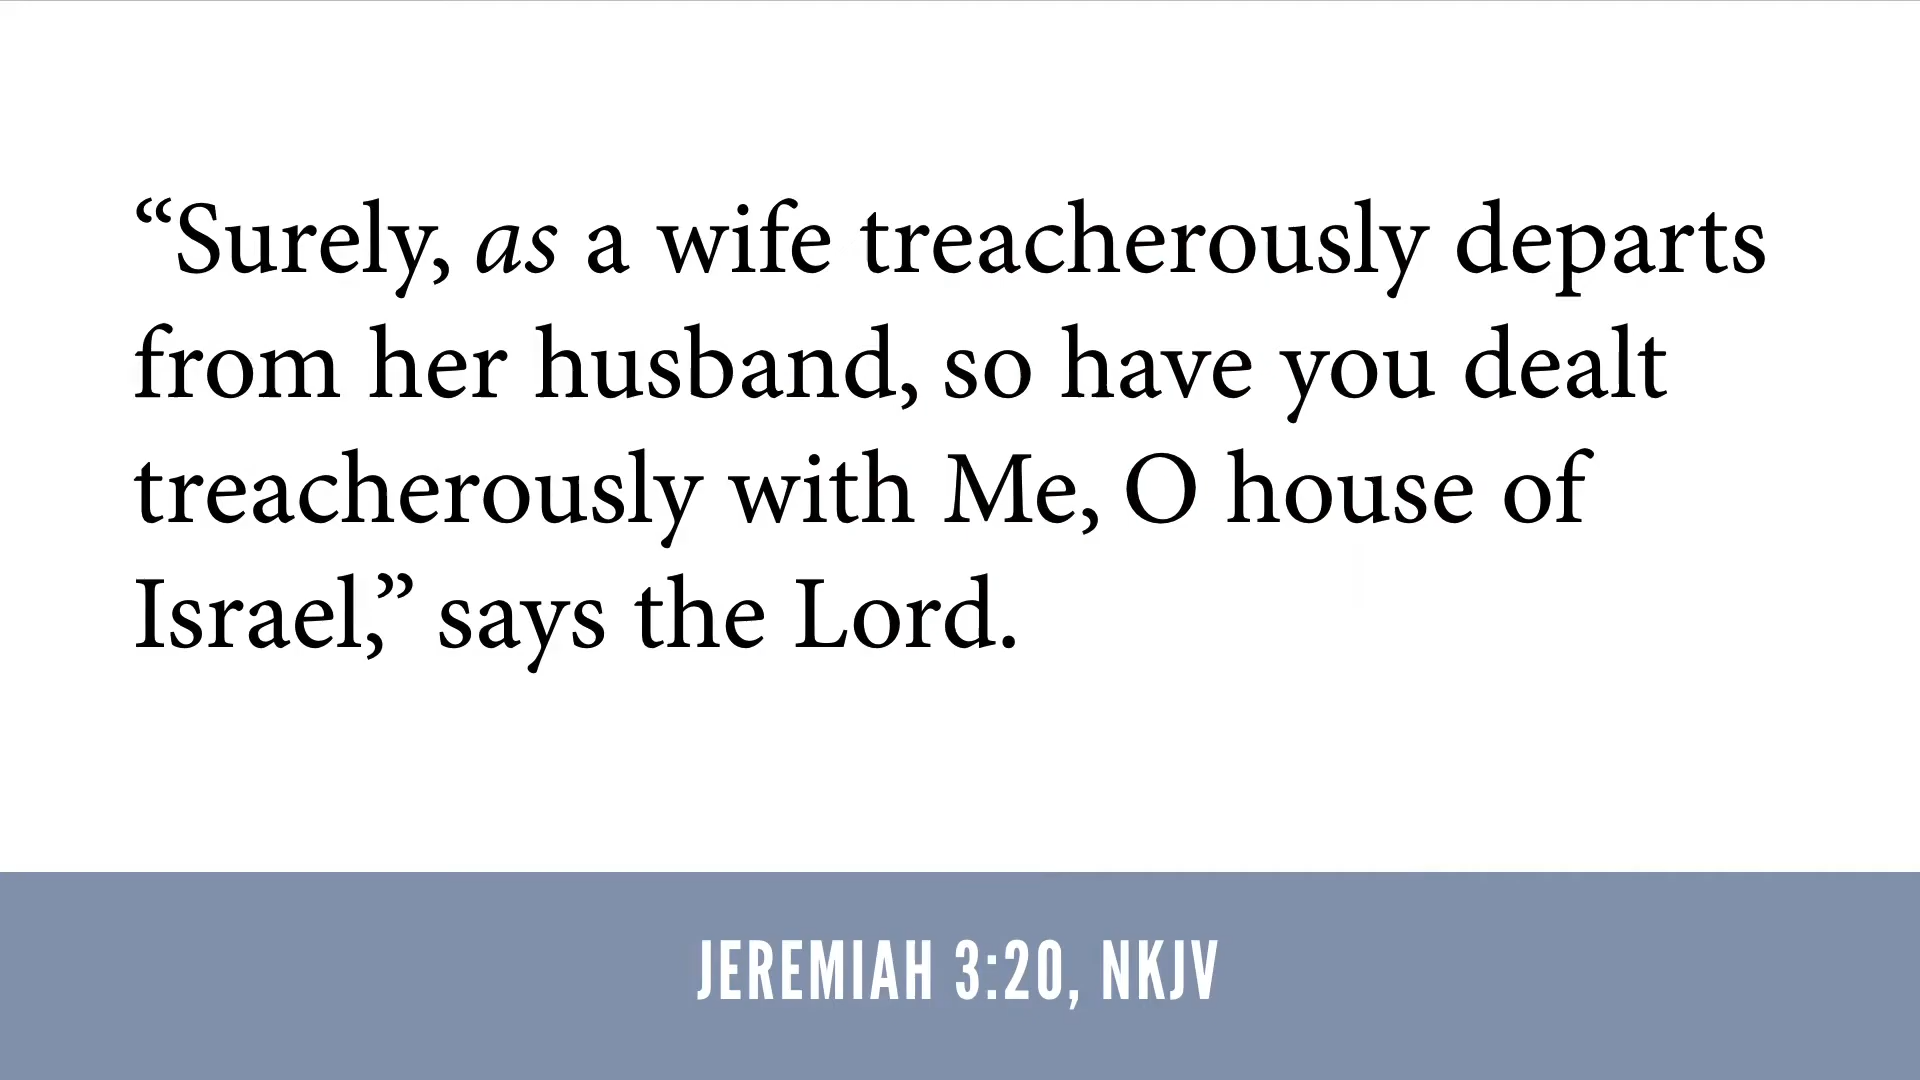 “Surely, as a wife treacherously departs
from her husband, so have you dealt
treacherously with Me, O house of
Israel,” says the Lord.
JEREMIAH 3:20, NKJV